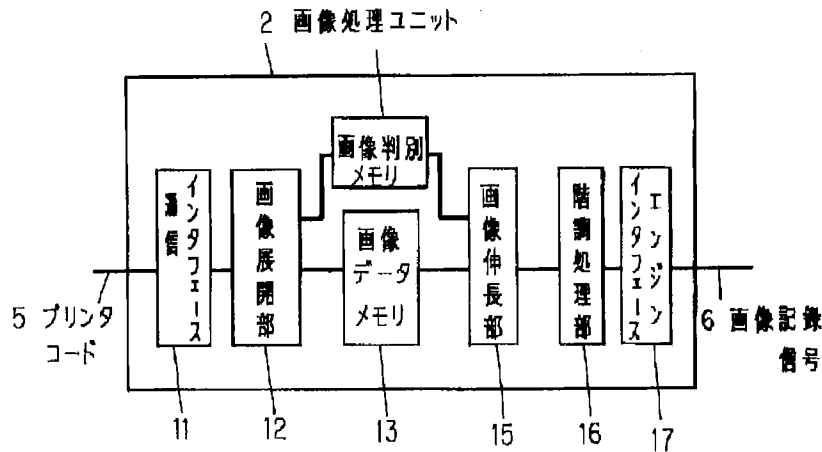 2 画像処理ユニット
画像判別
メモリ
通信
インタフェース
画像展開部
画像
データ
メモリ
画像伸長部
階調処理部
エンジン
インタフェース
5 プリンタ
コード
6 画像記録
信号
11
12
13
15
16
17